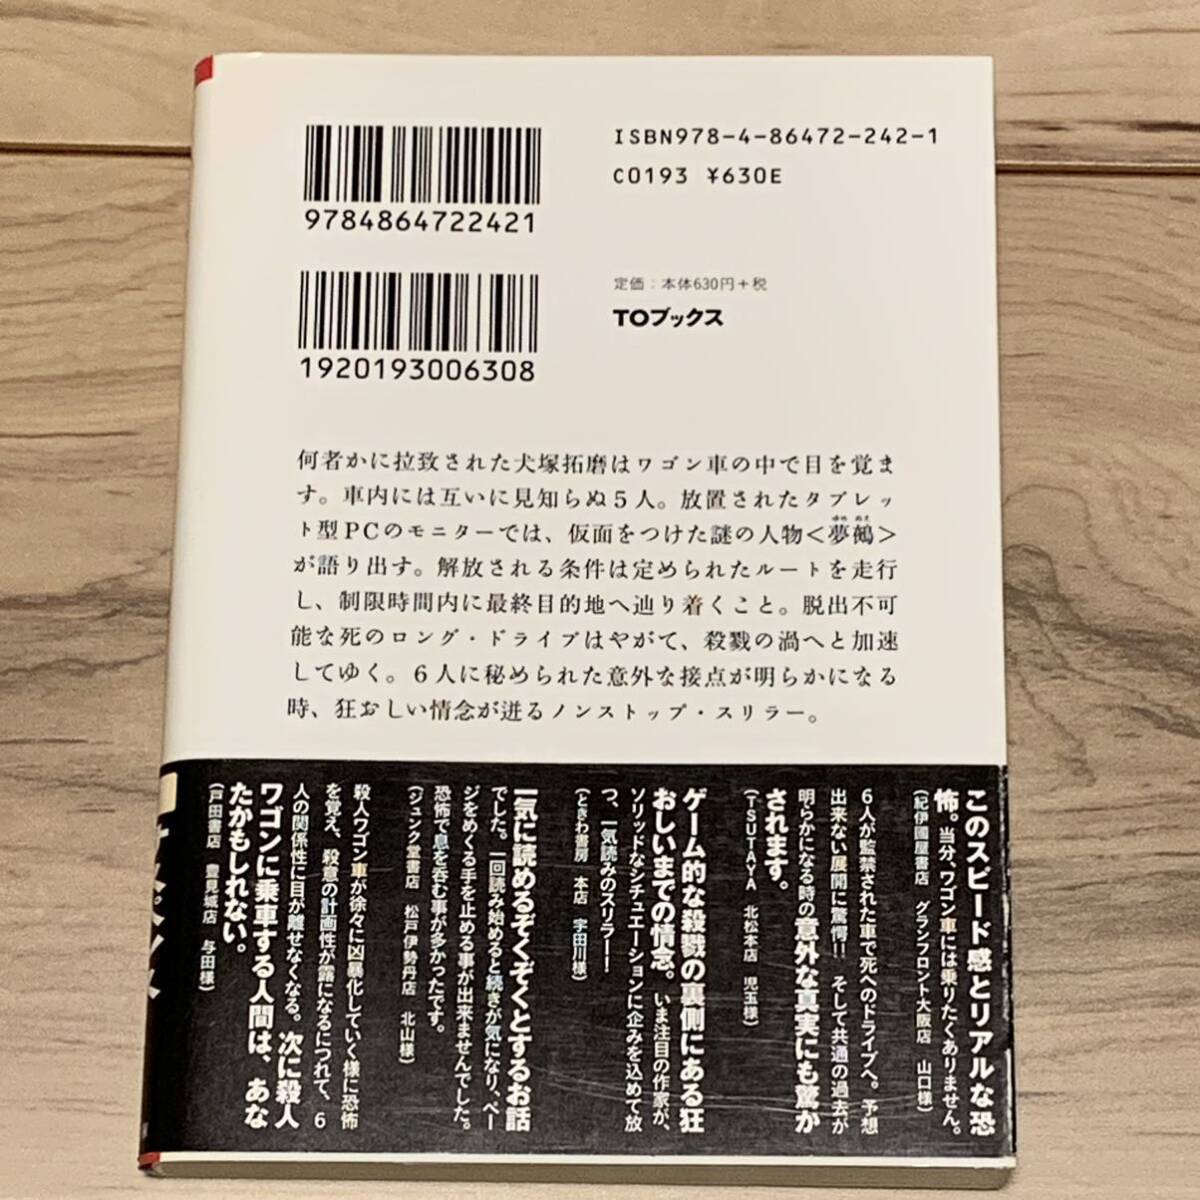 ISBN978-4-86472-242-1
C0193 ¥630E
9784864722421
定価：本体630円+税
TOブックス
1920193006308
何者かに拉致された犬塚拓磨はワゴン車の中で目を覚ま
す。車内には互いに見知らぬ5人。放置されたタブレッ
ト型PCのモニターでは、仮面をつけた謎の人物<夢鵺>
ゆめ ぬえ
が語り出す。解放される条件は定められたルートを走行
し、制限時間内に最終目的地へ辿り着くこと。脱出不可
能な死のロング・ドライブはやがて、殺戮の渦へと加速
してゆく。6人に秘められた意外な接点が明らかになる
時、狂おしい情念が迸るノンストップ・スリラー。
このスピード感とリアルな恐
怖。当分、ワゴン車には乗りたくありません。
(紀伊國屋書店 グランフロント大阪店 山口様)
6人が監禁された車で死へのドライブへ。予想
出来ない展開に驚愕!! そして共通の過去が
明らかになる時の意外な真実にも驚か
されます。
(TSUTAYA 北松本店 児玉様)
ゲーム的な殺戮の裏側にある狂
おしいまでの情念。いま注目の作家が、
ソリッドなシチュエーションに企みを込めて放
つ、一気読みのスリラー!
(ときわ書房 本店 宇田川様)
一気に読めるぞくぞくとするお話
でした。一回読み始めると続きが気になり、ペー
ジをめくる手を止める事が出来ませんでした。
恐怖で息を呑む事が多かったです。
(ジュンク堂書店 松戸伊勢丹店 北山様)
殺人ワゴン車が徐々に凶暴化していく様に恐怖
を覚え、殺意の計画性が露になるにつれて、6
人の関係性に目が離せなくなる。次に殺人
ワゴンに乗車する人間は、あな
たかもしれない。
(戸田書店 豊見城店 与田様)